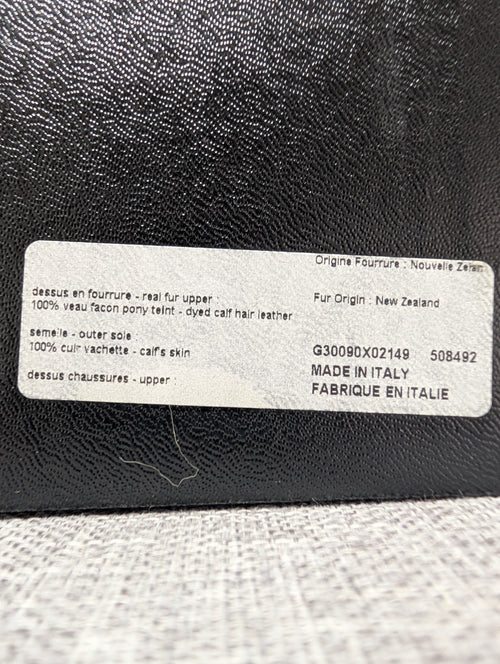 Origine Fourrure : Nouvelle
dessus en fourrure - real fur upper
100% veau facon pony teint - dyed calf hair leather
Fur Origin : New Zealand
semelle - outer sole
100% cuir vachette - calf's skin
dessus chaussures - upper :
G30090X02149 508492
MADE IN ITALY
FABRIQUE EN ITALIE